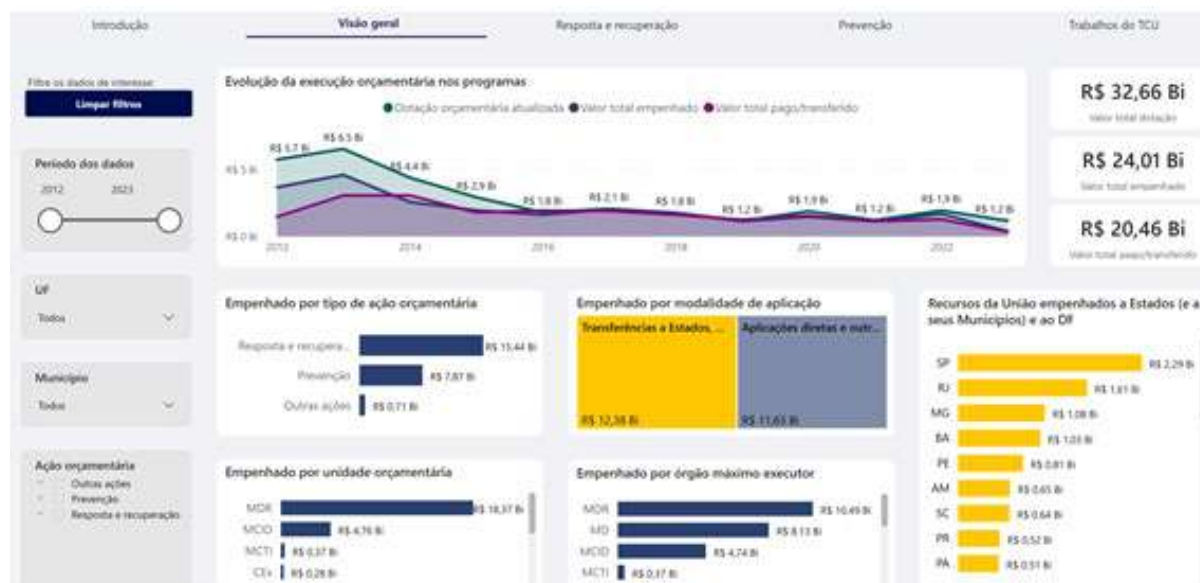 Introdução
Visão geral
Resposta e recuperação
Prevenção
Trabalhos do TCU
Filtre os dados de interesse:
Limpar filtros
Período dos dados
2012 2023
UF
Todos
Município
Todos
Ação orçamentária
Outras ações
Prevenção
Resposta e recuperação
Evolução da execução orçamentária nos programas
Dotação orçamentária atualizada Valor total empenhado Valor total pago/transferido
R$ 5 Bi
R$ 0 Bi
R$ 5,7 Bi
R$ 6,5 Bi
R$ 4,4 Bi
R$ 2,9 Bi
R$ 1,8 Bi
R$ 2,1 Bi
R$ 1,8 Bi
R$ 1,2 Bi
R$ 1,9 Bi
R$ 1,2 Bi
R$ 1,9 Bi
R$ 1,2 Bi
2012 2014 2016 2018 2020 2022
R$ 32,66 Bi
Valor total dotação
R$ 24,01 Bi
Valor total empenhado
R$ 20,46 Bi
Valor total pago/transferido
Empenhado por tipo de ação orçamentária
Resposta e recupera... R$ 15,44 Bi
Prevenção R$ 7,87 Bi
Outras ações R$ 0,71 Bi
Empenhado por modalidade de aplicação
Transferências a Estados, ...
R$ 12,38 Bi
Aplicações diretas e outr...
R$ 11,63 Bi
Recursos da União empenhados a Estados (e a
seus Municípios) e ao DF
SP R$ 2,29 Bi
RJ R$ 1,61 Bi
MG R$ 1,08 Bi
BA R$ 1,03 Bi
PE R$ 0,81 Bi
AM R$ 0,65 Bi
SC R$ 0,64 Bi
PR R$ 0,52 Bi
PA R$ 0,51 Bi
Empenhado por unidade orçamentária
MDR R$ 18,37 Bi
MCID R$ 4,76 Bi
MCTI R$ 0,37 Bi
CEx R$ 0,28 Bi
Empenhado por órgão máximo executor
MDR R$ 10,49 Bi
MD R$ 8,13 Bi
MCID R$ 4,74 Bi
MCTI R$ 0,37 Bi